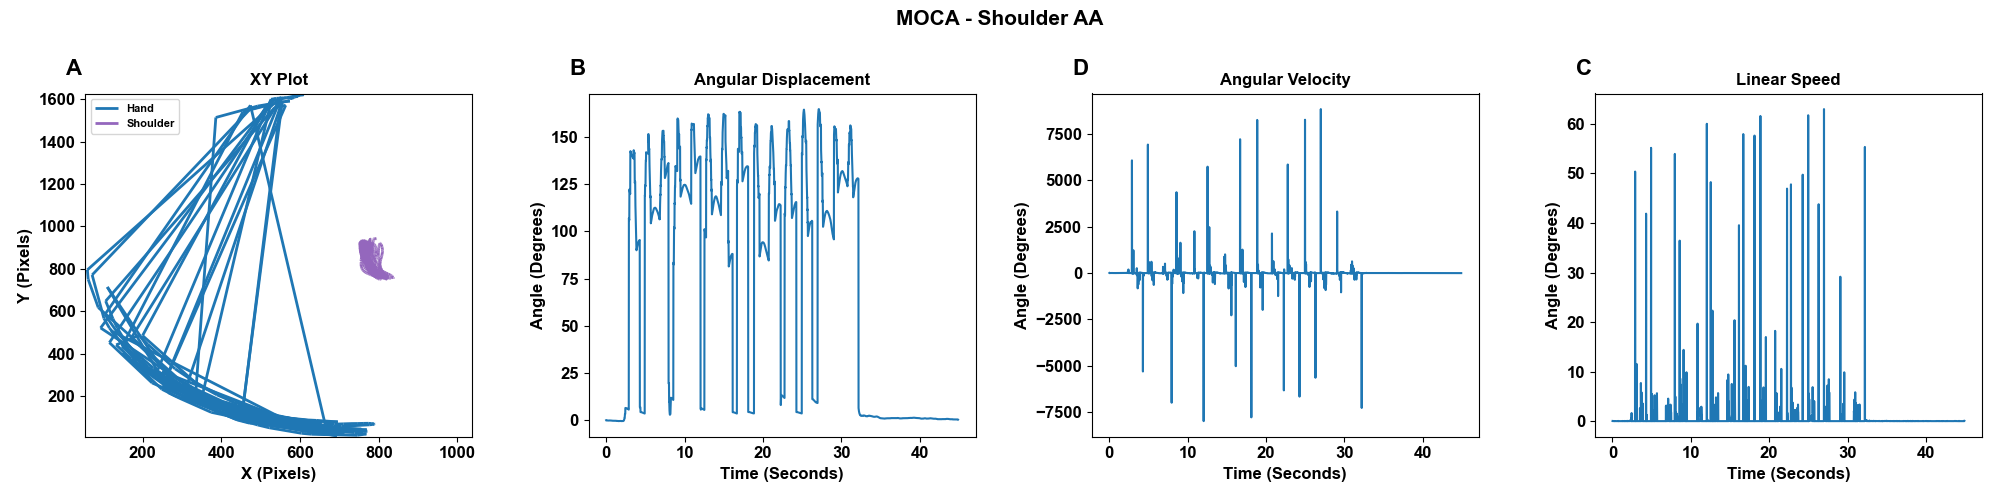 MOCA - Shoulder AA
A
XY Plot
Hand
Shoulder
1600
1400
1200
1000
800
600
400
200
Y (Pixels)
200 400 600 800 1000
X (Pixels)
B
Angular Displacement
150
125
100
75
50
25
0
Angle (Degrees)
0 10 20 30 40
Time (Seconds)
D
Angular Velocity
7500
5000
2500
0
−2500
−5000
−7500
Angle (Degrees)
0 10 20 30 40
Time (Seconds)
C
Linear Speed
60
50
40
30
20
10
0
Angle (Degrees)
0 10 20 30 40
Time (Seconds)